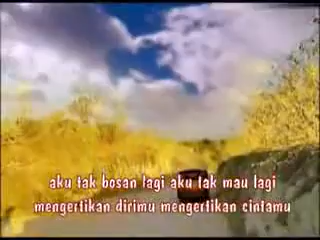 aku tak bosan lagi aku tak mau lagi
mengertikan dirimu mengertikan cintamu